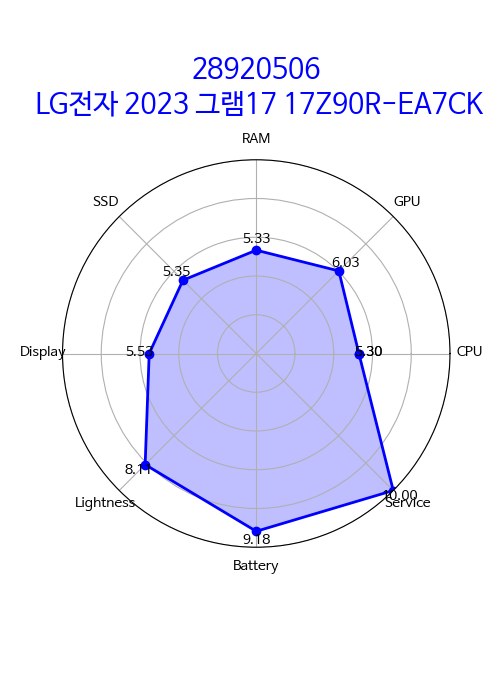 28920506
LG전자 2023 그램17 17Z90R-EA7CK
RAM
SSD
GPU
5.33
6.03
5.35
Display
5.53
5.30
CPU
8.11
10.00
Lightness
Service
9.18
Battery